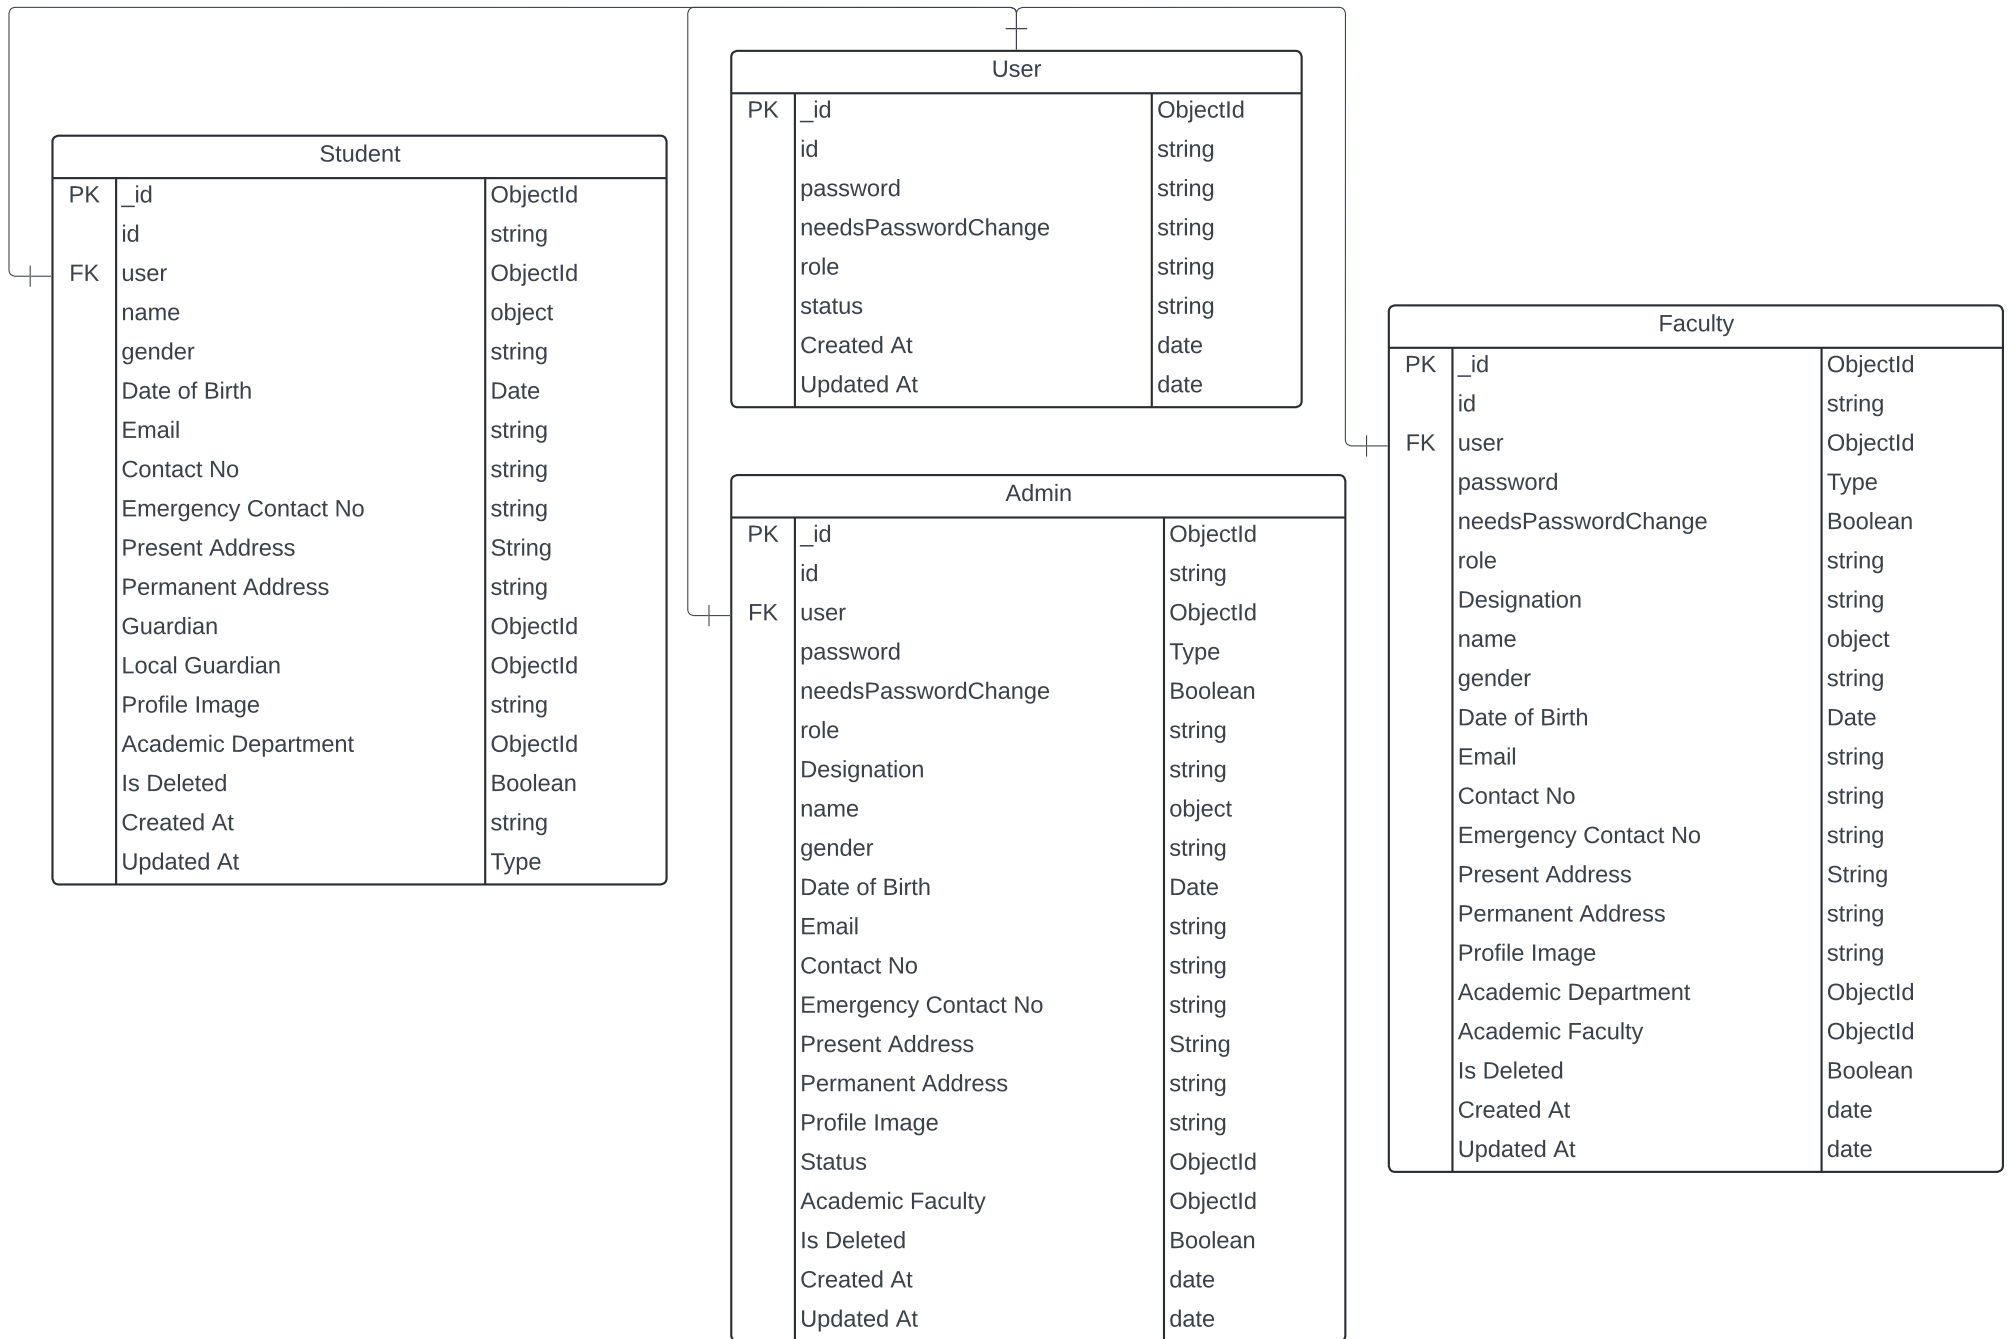 User
PK _id ObjectId
id string
password string
needsPasswordChange string
role string
status string
Created At date
Updated At date
Student
PK _id ObjectId
id string
FK user ObjectId
name object
gender string
Date of Birth Date
Email string
Contact No string
Emergency Contact No string
Present Address String
Permanent Address string
Guardian ObjectId
Local Guardian ObjectId
Profile Image string
Academic Department ObjectId
Is Deleted Boolean
Created At string
Updated At Type
Admin
PK _id ObjectId
id string
FK user ObjectId
password Type
needsPasswordChange Boolean
role string
Designation string
name object
gender string
Date of Birth Date
Email string
Contact No string
Emergency Contact No string
Present Address String
Permanent Address string
Profile Image string
Status ObjectId
Academic Faculty ObjectId
Is Deleted Boolean
Created At date
Updated At date
Faculty
PK _id ObjectId
id string
FK user ObjectId
password Type
needsPasswordChange Boolean
role string
Designation string
name object
gender string
Date of Birth Date
Email string
Contact No string
Emergency Contact No string
Present Address String
Permanent Address string
Profile Image string
Academic Department ObjectId
Academic Faculty ObjectId
Is Deleted Boolean
Created At date
Updated At date